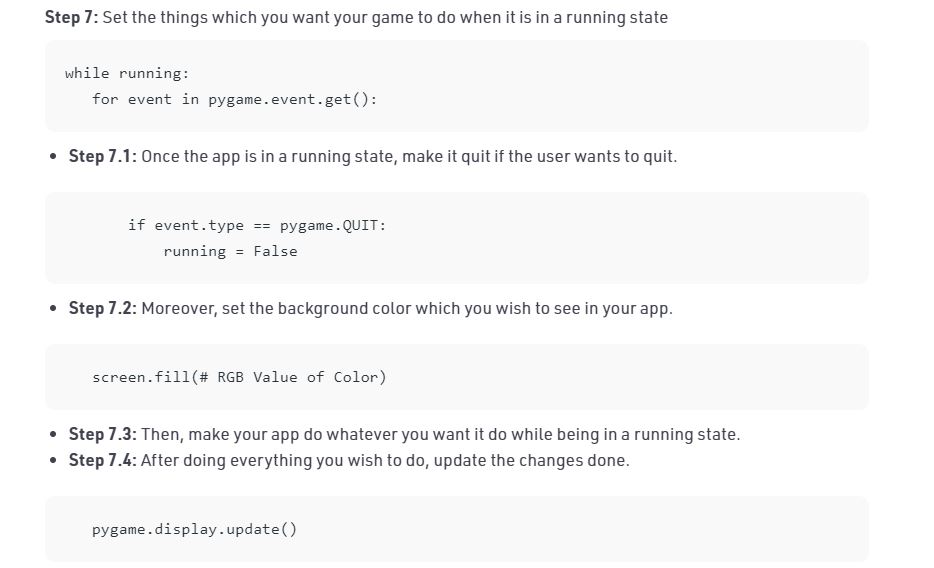 Step 7: Set the things which you want your game to do when it is in a running state
while running:
   for event in pygame.event.get():
• Step 7.1: Once the app is in a running state, make it quit if the user wants to quit.
       if event.type == pygame.QUIT:
           running = False
• Step 7.2: Moreover, set the background color which you wish to see in your app.
   screen.fill(# RGB Value of Color)
• Step 7.3: Then, make your app do whatever you want it do while being in a running state.
• Step 7.4: After doing everything you wish to do, update the changes done.
   pygame.display.update()